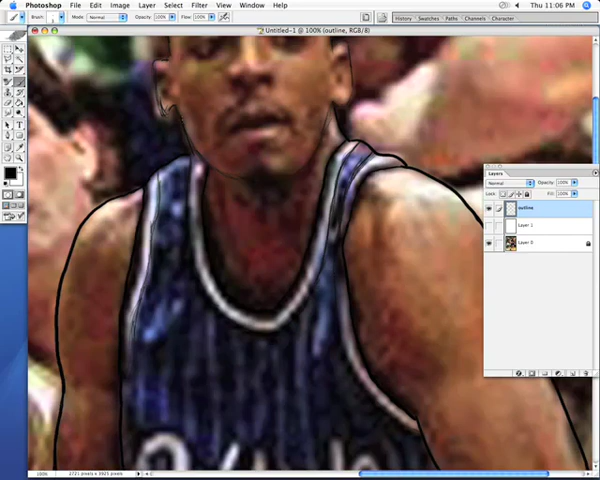 Photoshop File Edit Image Layer Select Filter View Window Help Thu 11:06 PM
Brush: Mode: Normal Opacity: 100% Flow: 100% History Swatches Paths Channels Character
Untitled-1 @ 100% (outline, RGB/8)
Layers
Normal Opacity: 100%
Lock: Fill: 100%
outline
Layer 1
Layer 0
100%